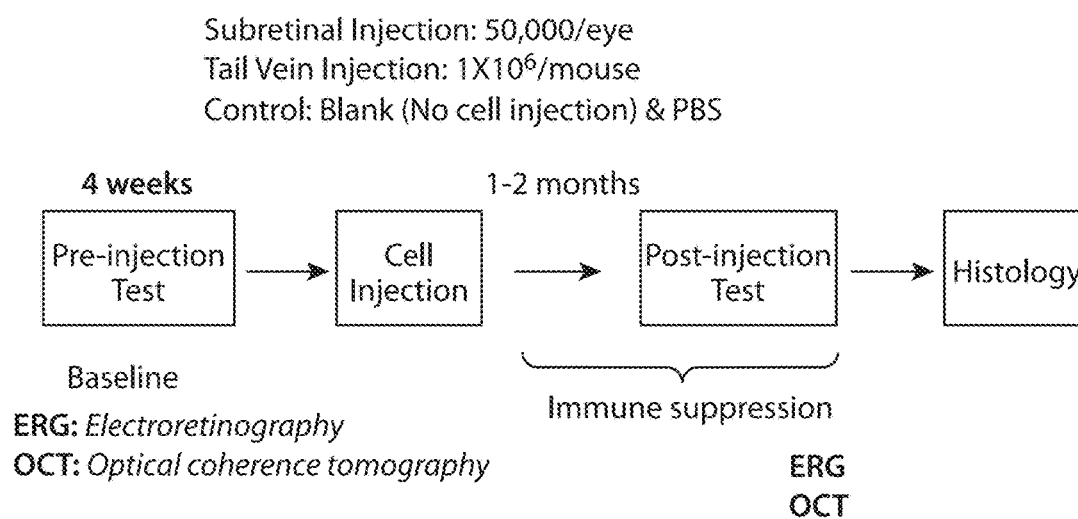 Subretinal Injection: 50,000/eye
Tail Vein Injection: 1X10⁶/mouse
Control: Blank (No cell injection) & PBS
4 weeks
1-2 months
Pre-injection
Test
Cell
Injection
Post-injection
Test
Histology
Baseline
Immune suppression
ERG: Electroretinography
OCT: Optical coherence tomography
ERG
OCT